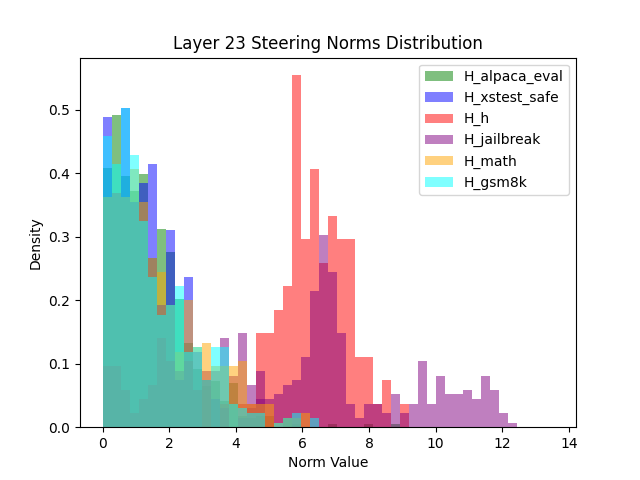 Layer 23 Steering Norms Distribution
H_alpaca_eval
H_xstest_safe
H_h
H_jailbreak
H_math
H_gsm8k
Density
0.5
0.4
0.3
0.2
0.1
0.0
0 2 4 6 8 10 12 14
Norm Value